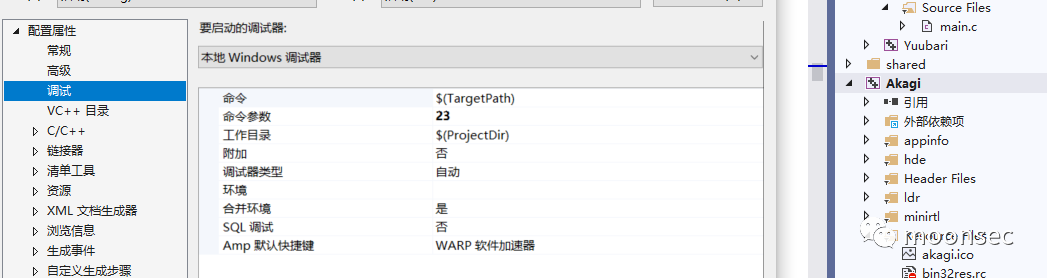 配置属性
常规
高级
调试
VC++ 目录
C/C++
链接器
清单工具
资源
XML 文档生成器
浏览信息
生成事件
自定义生成步骤
要启动的调试器:
本地 Windows 调试器
命令 $(TargetPath)
命令参数 23
工作目录 $(ProjectDir)
附加 否
调试器类型 自动
环境
合并环境 是
SQL 调试 否
Amp 默认快捷键 WARP 软件加速器
Source Files
main.c
Yuubari
shared
Akagi
引用
外部依赖项
appinfo
hde
Header Files
ldr
minirtl
moonsec
akagi.ico
bin32res.rc